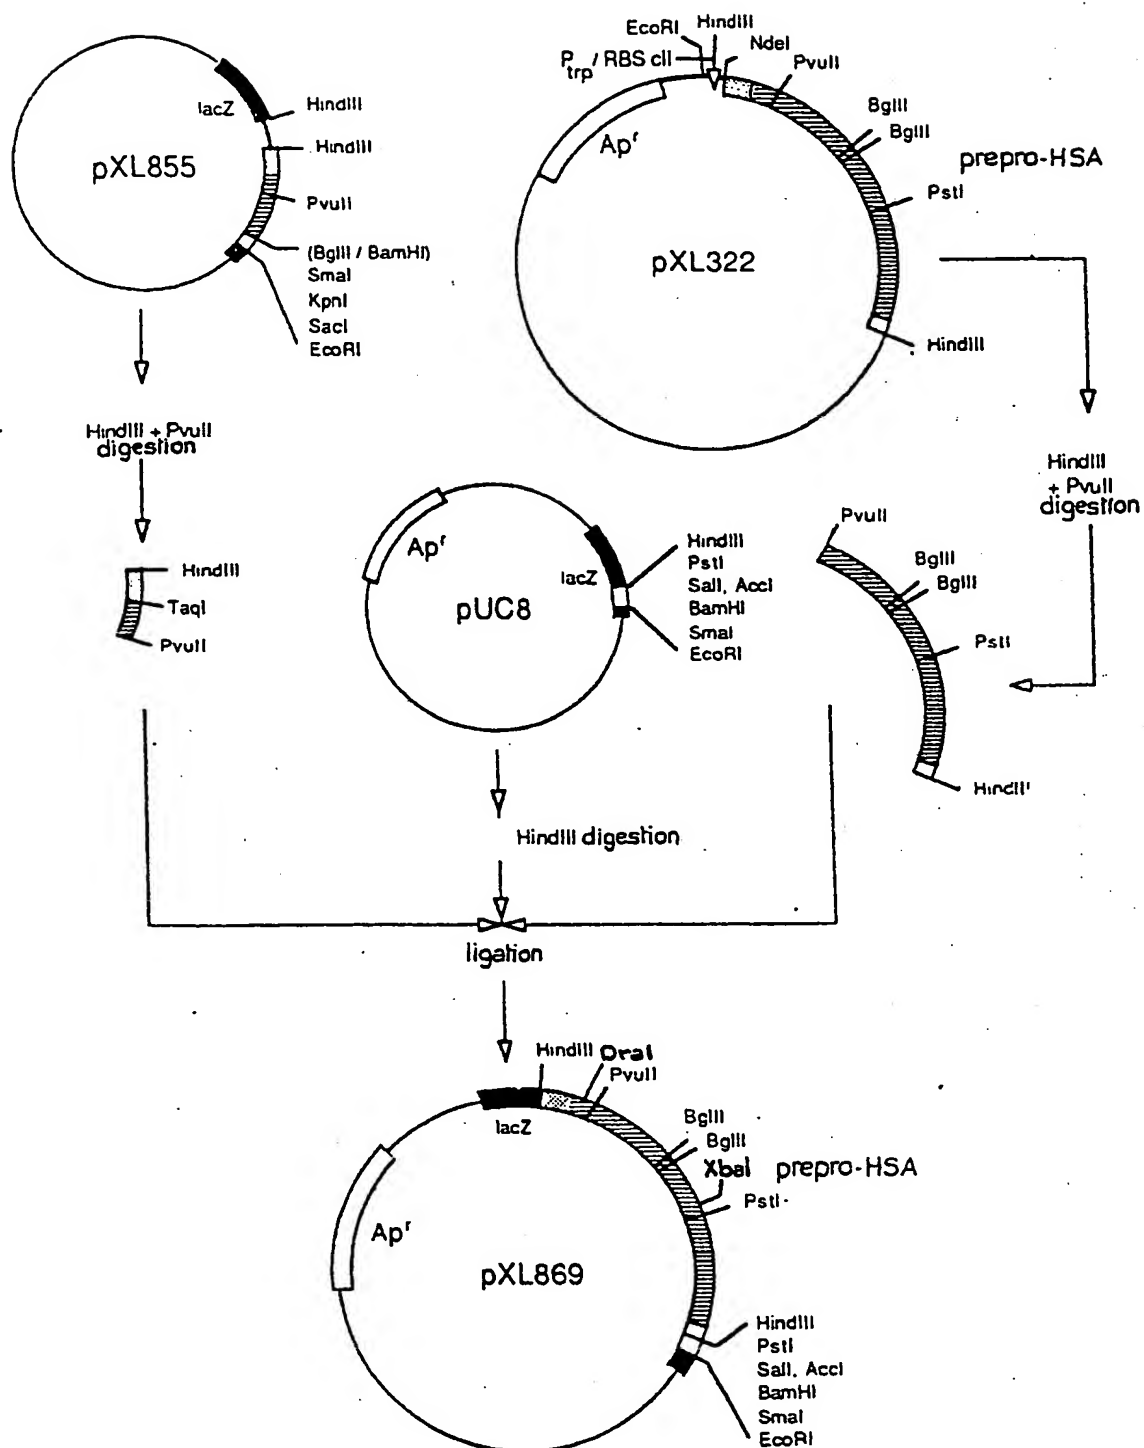 pXL855
lacZ
HindIII
HindIII
PvuII
(BglII / BamHI)
SmaI
KpnI
SacI
EcoRI
HindIII + PvuII
digestion
HindIII
TaqI
PvuII
EcoRI
HindIII
NdeI
Ptrp / RBS cII
PvuII
Apr
BglII
BglII
prepro-HSA
PstI
pXL322
HindIII
HindIII
+ PvuII
digestion
Apr
lacZ
pUC8
HindIII
PstI
SalI, AccI
BamHI
SmaI
EcoRI
HindIII digestion
PvuII
BglII
BglII
PstI
ligation
HindIII DraI
PvuII
lacZ
BglII
BglII
XbaI prepro-HSA
PstI
Apr
pXL869
HindIII
PstI
SalI, AccI
BamHI
SmaI
EcoRI